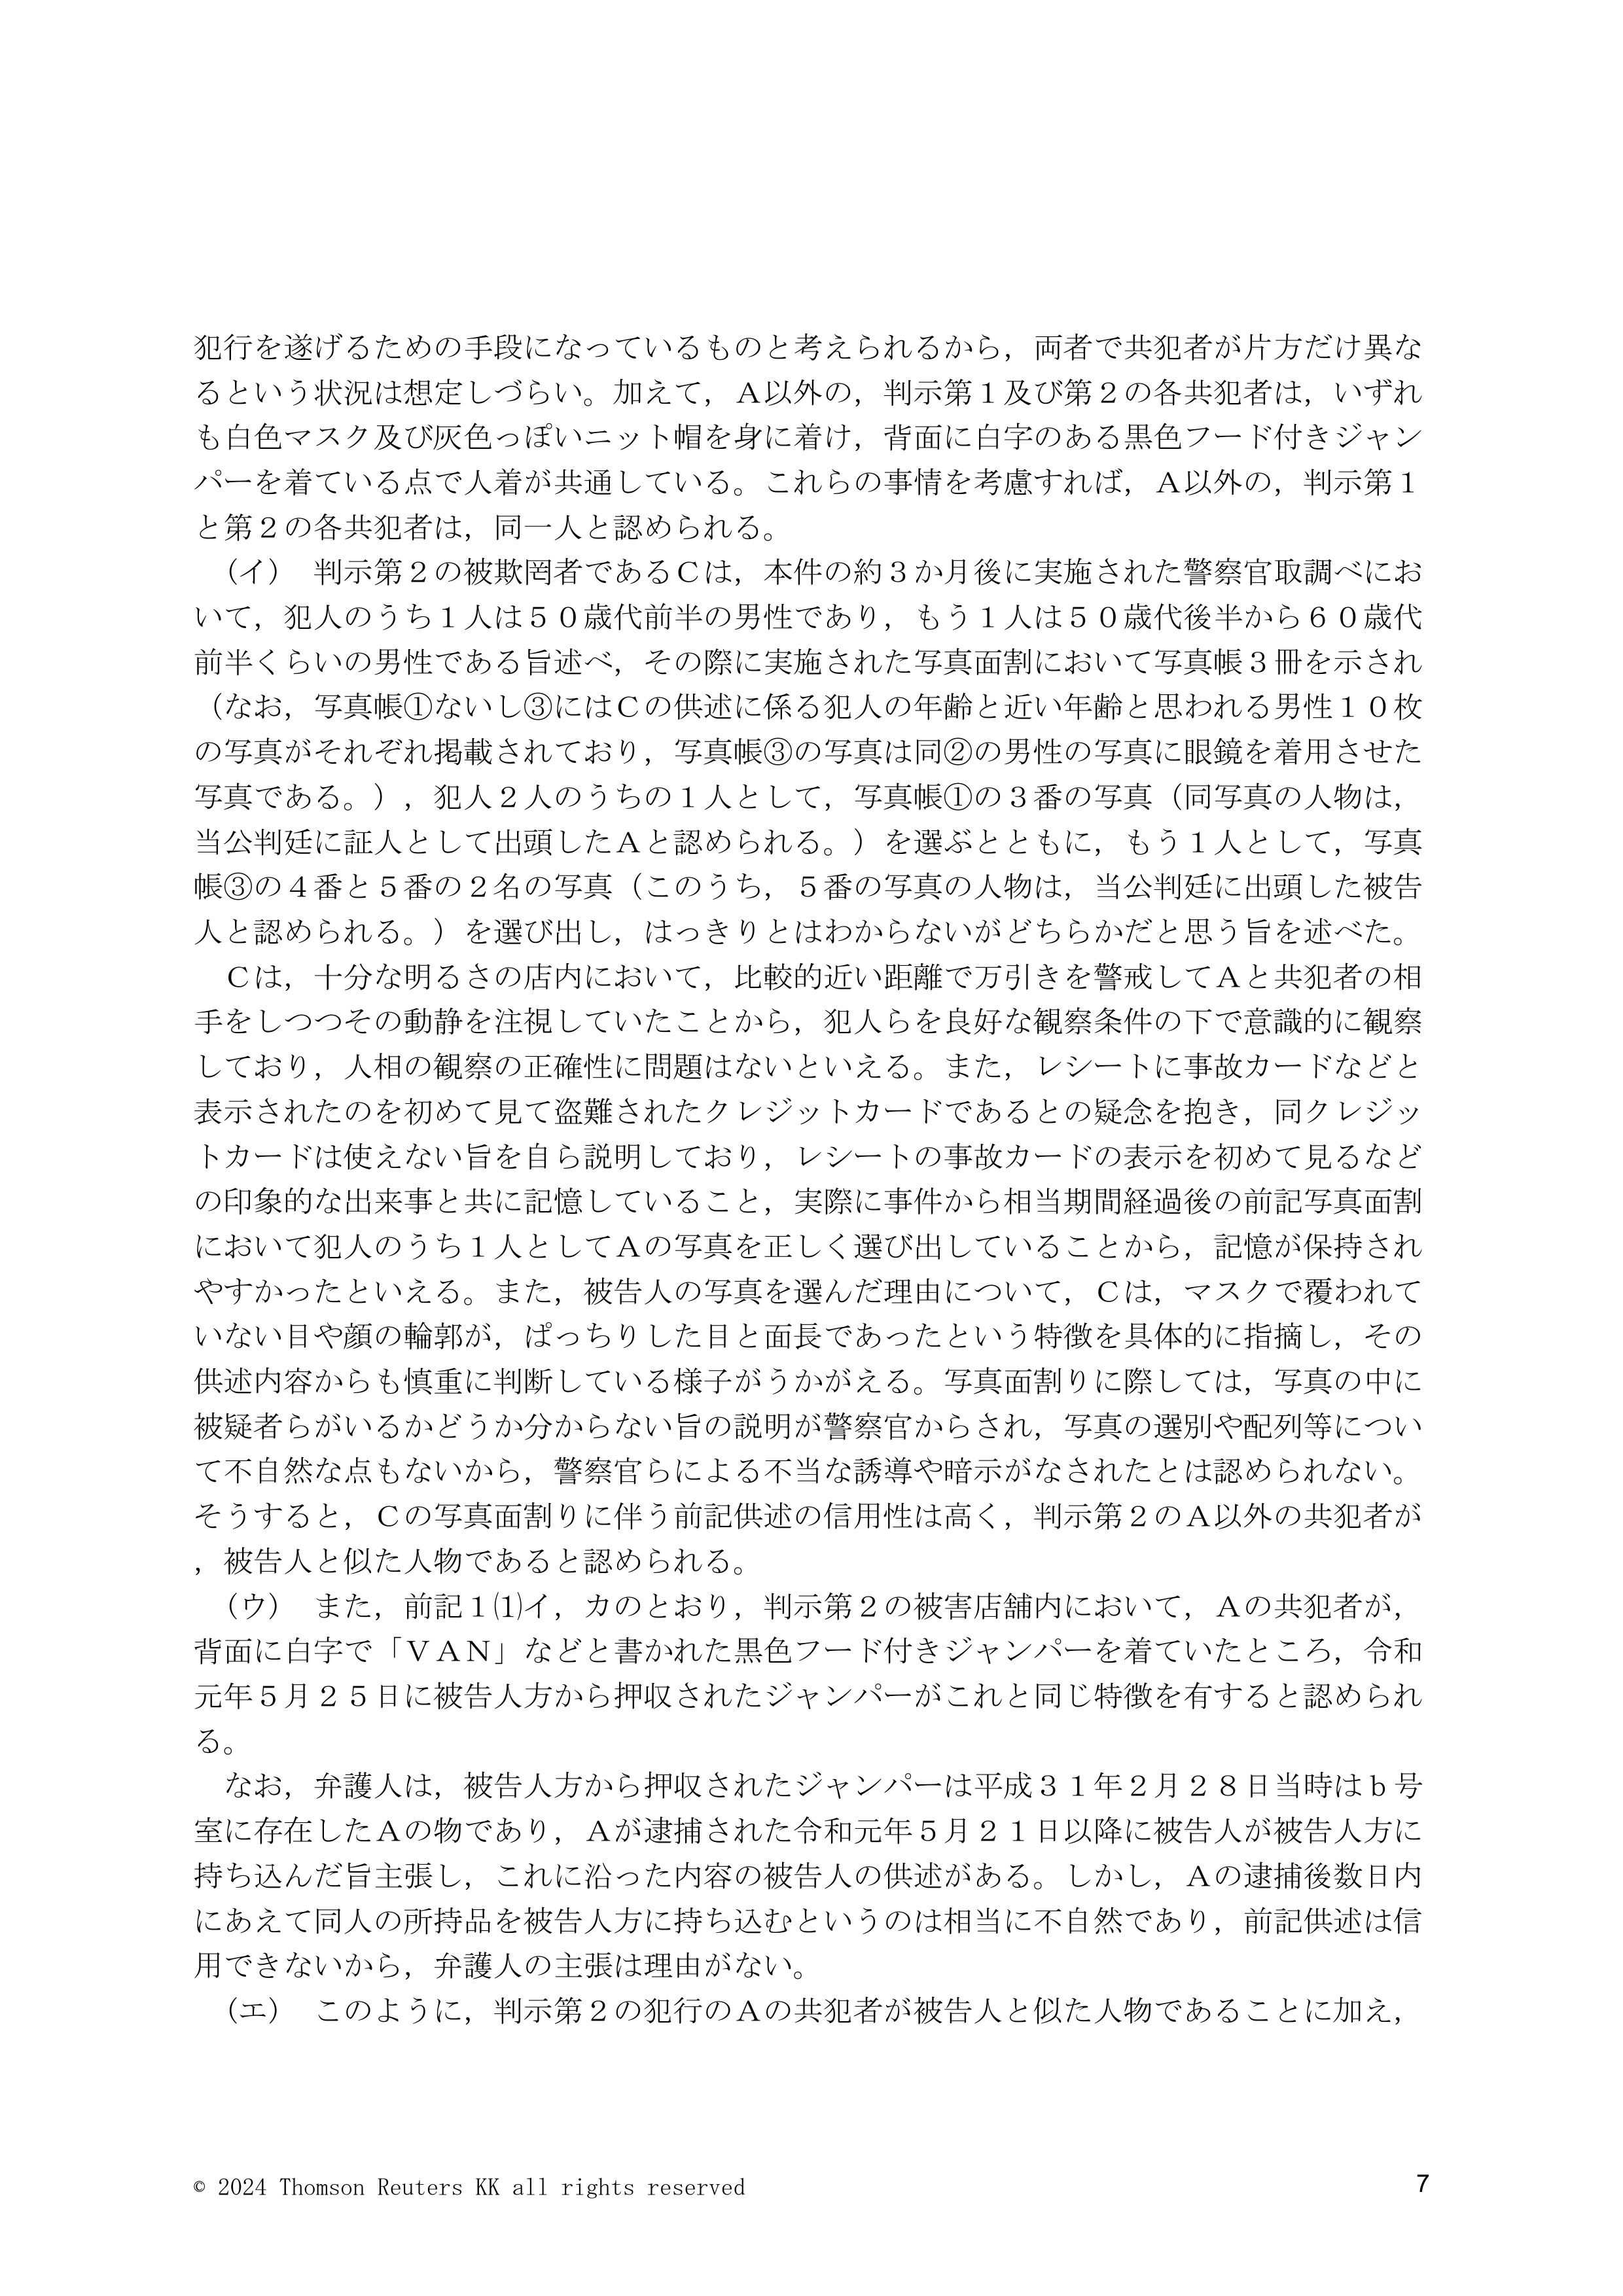 犯行を遂げるための手段になっているものと考えられるから，両者で共犯者が片方だけ異な
るという状況は想定しづらい。加えて，Ａ以外の，判示第１及び第２の各共犯者は，いずれ
も白色マスク及び灰色っぽいニット帽を身に着け，背面に白字のある黒色フード付きジャン
パーを着ている点で人着が共通している。これらの事情を考慮すれば，Ａ以外の，判示第１
と第２の各共犯者は，同一人と認められる。
（イ）　判示第２の被欺罔者であるＣは，本件の約３か月後に実施された警察官取調べにお
いて，犯人のうち１人は５０歳代前半の男性であり，もう１人は５０歳代後半から６０歳代
前半くらいの男性である旨述べ，その際に実施された写真面割において写真帳３冊を示され
（なお，写真帳①ないし③にはＣの供述に係る犯人の年齢と近い年齢と思われる男性１０枚
の写真がそれぞれ掲載されており，写真帳③の写真は同②の男性の写真に眼鏡を着用させた
写真である。），犯人２人のうちの１人として，写真帳①の３番の写真（同写真の人物は，
当公判廷に証人として出頭したＡと認められる。）を選ぶとともに，もう１人として，写真
帳③の４番と５番の２名の写真（このうち，５番の写真の人物は，当公判廷に出頭した被告
人と認められる。）を選び出し，はっきりとはわからないがどちらかだと思う旨を述べた。
　Ｃは，十分な明るさの店内において，比較的近い距離で万引きを警戒してＡと共犯者の相
手をしつつその動静を注視していたことから，犯人らを良好な観察条件の下で意識的に観察
しており，人相の観察の正確性に問題はないといえる。また，レシートに事故カードなどと
表示されたのを初めて見て盗難されたクレジットカードであるとの疑念を抱き，同クレジッ
トカードは使えない旨を自ら説明しており，レシートの事故カードの表示を初めて見るなど
の印象的な出来事と共に記憶していること，実際に事件から相当期間経過後の前記写真面割
において犯人のうち１人としてＡの写真を正しく選び出していることから，記憶が保持され
やすかったといえる。また，被告人の写真を選んだ理由について，Ｃは，マスクで覆われて
いない目や顔の輪郭が，ぱっちりした目と面長であったという特徴を具体的に指摘し，その
供述内容からも慎重に判断している様子がうかがえる。写真面割りに際しては，写真の中に
被疑者らがいるかどうか分からない旨の説明が警察官からされ，写真の選別や配列等につい
て不自然な点もないから，警察官らによる不当な誘導や暗示がなされたとは認められない。
そうすると，Ｃの写真面割りに伴う前記供述の信用性は高く，判示第２のＡ以外の共犯者が
，被告人と似た人物であると認められる。
（ウ）　また，前記１⑴イ，カのとおり，判示第２の被害店舗内において，Ａの共犯者が，
背面に白字で「ＶＡＮ」などと書かれた黒色フード付きジャンパーを着ていたところ，令和
元年５月２５日に被告人方から押収されたジャンパーがこれと同じ特徴を有すると認められ
る。
　なお，弁護人は，被告人方から押収されたジャンパーは平成３１年２月２８日当時はｂ号
室に存在したＡの物であり，Ａが逮捕された令和元年５月２１日以降に被告人が被告人方に
持ち込んだ旨主張し，これに沿った内容の被告人の供述がある。しかし，Ａの逮捕後数日内
にあえて同人の所持品を被告人方に持ち込むというのは相当に不自然であり，前記供述は信
用できないから，弁護人の主張は理由がない。
（エ）　このように，判示第２の犯行のＡの共犯者が被告人と似た人物であることに加え，
© 2024 Thomson Reuters KK all rights reserved
7